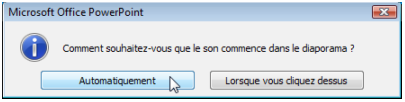 Microsoft Office PowerPoint
Comment souhaitez-vous que le son commence dans le diaporama ?
Automatiquement
Lorsque vous cliquez dessus